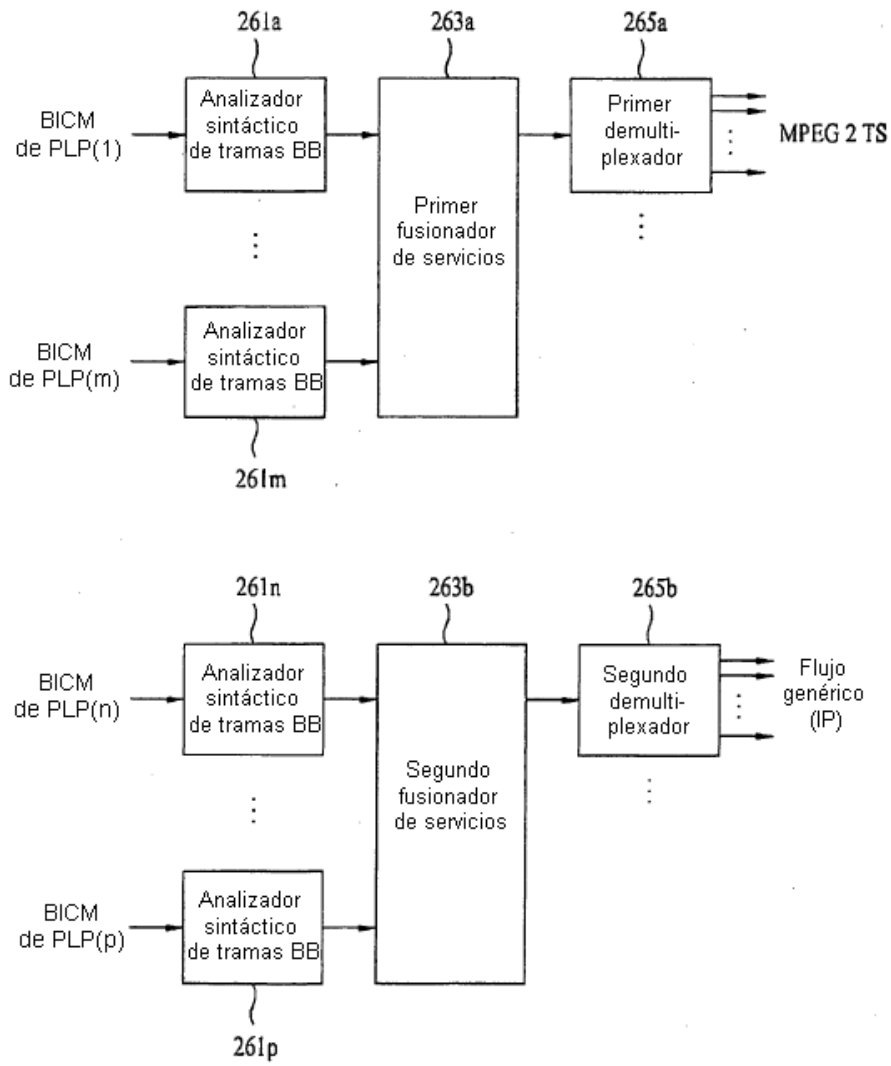 261a
263a
265a
BICM
de PLP(1)
Analizador
sintáctico
de tramas BB
Primer
fusionador
de servicios
Primer
demulti-
plexador
MPEG 2 TS
BICM
de PLP(m)
Analizador
sintáctico
de tramas BB
261m
261n
263b
265b
BICM
de PLP(n)
Analizador
sintáctico
de tramas BB
Segundo
fusionador
de servicios
Segundo
demulti-
plexador
Flujo
genérico
(IP)
BICM
de PLP(p)
Analizador
sintáctico
de tramas BB
261p